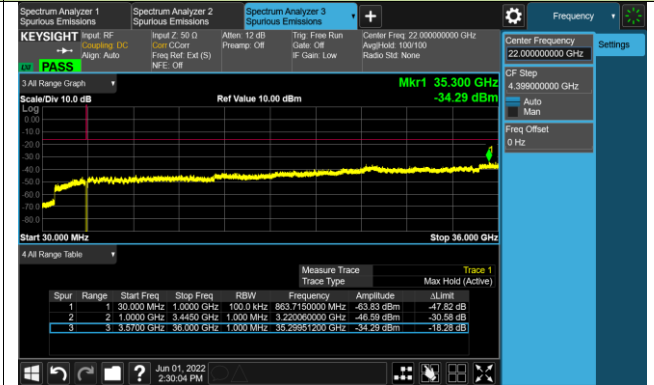 Spectrum Analyzer 1
Spurious Emissions
Spectrum Analyzer 2
Spurious Emissions
Spectrum Analyzer 3
Spurious Emissions
Frequency
KEYSIGHT
Input: RF
Coupling: DC
Align: Auto
Input Z: 50 Ω
Corr CCorr
Freq Ref: Ext (S)
NFE: Off
Atten: 12 dB
Preamp: Off
Trig: Free Run
Gate: Off
IF Gain: Low
Center Freq: 22.000000000 GHz
Avg|Hold: 100/100
Radio Std: None
PASS
Center Frequency
22.000000000 GHz
Settings
CF Step
4.399000000 GHz
Auto
Man
Freq Offset
0 Hz
3 All Range Graph
Mkr1 35.300 GHz
Scale/Div 10.0 dB
Ref Value 10.00 dBm
-34.29 dBm
Log
0.00
-10.0
-20.0
-30.0
-40.0
-50.0
-60.0
-70.0
-80.0
Start 30.000 MHz
Stop 36.000 GHz
4 All Range Table
Measure Trace Trace 1
Trace Type Max Hold (Active)
Spur Range Start Freq Stop Freq RBW Frequency Amplitude ΔLimit
1 1 30.000 MHz 1.0000 GHz 100.0 kHz 863.7150000 MHz -63.83 dBm -47.82 dB
2 2 1.0000 GHz 3.4450 GHz 1.000 MHz 3.220060000 GHz -46.59 dBm -30.58 dB
3 3 3.5700 GHz 36.000 GHz 1.000 MHz 35.29951200 GHz -34.29 dBm -18.28 dB
Jun 01, 2022
2:30:04 PM